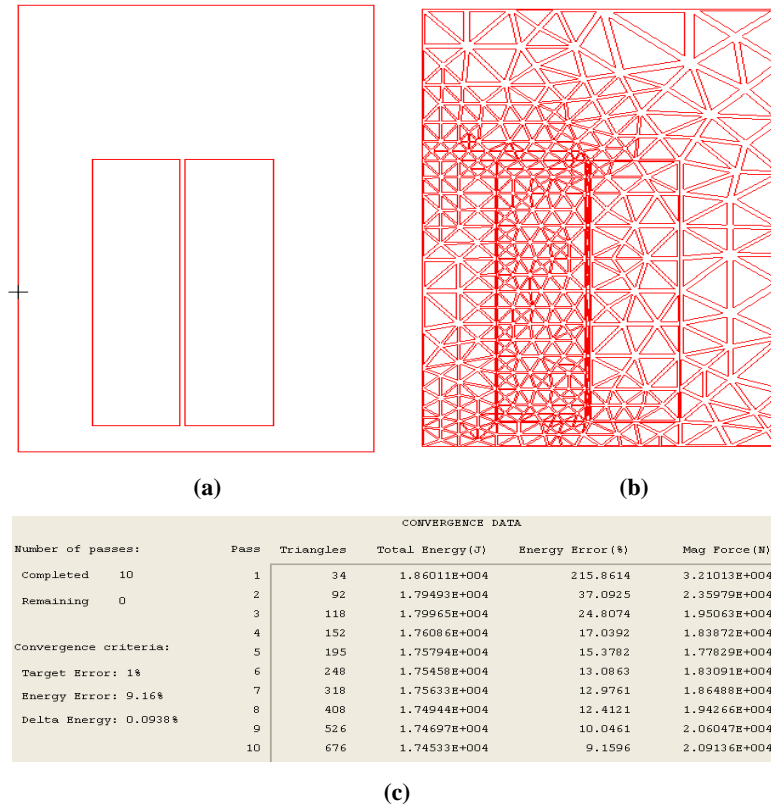 (a)
(b)
CONVERGENCE DATA
Number of passes: Pass Triangles Total Energy(J) Energy Error(%) Mag Force(N)
Completed 10 1 34 1.86011E+004 215.8614 3.21013E+004
2 92 1.79493E+004 37.0925 2.35979E+004
Remaining 0
3 118 1.79965E+004 24.8074 1.95063E+004
4 152 1.76086E+004 17.0392 1.83872E+004
Convergence criteria: 5 195 1.75794E+004 15.3782 1.77829E+004
Target Error: 1% 6 248 1.75458E+004 13.0863 1.83091E+004
Energy Error: 9.16% 7 318 1.75633E+004 12.9761 1.86488E+004
8 408 1.74944E+004 12.4121 1.94266E+004
Delta Energy: 0.0938%
9 526 1.74697E+004 10.0461 2.06047E+004
10 676 1.74533E+004 9.1596 2.09136E+004
(c)